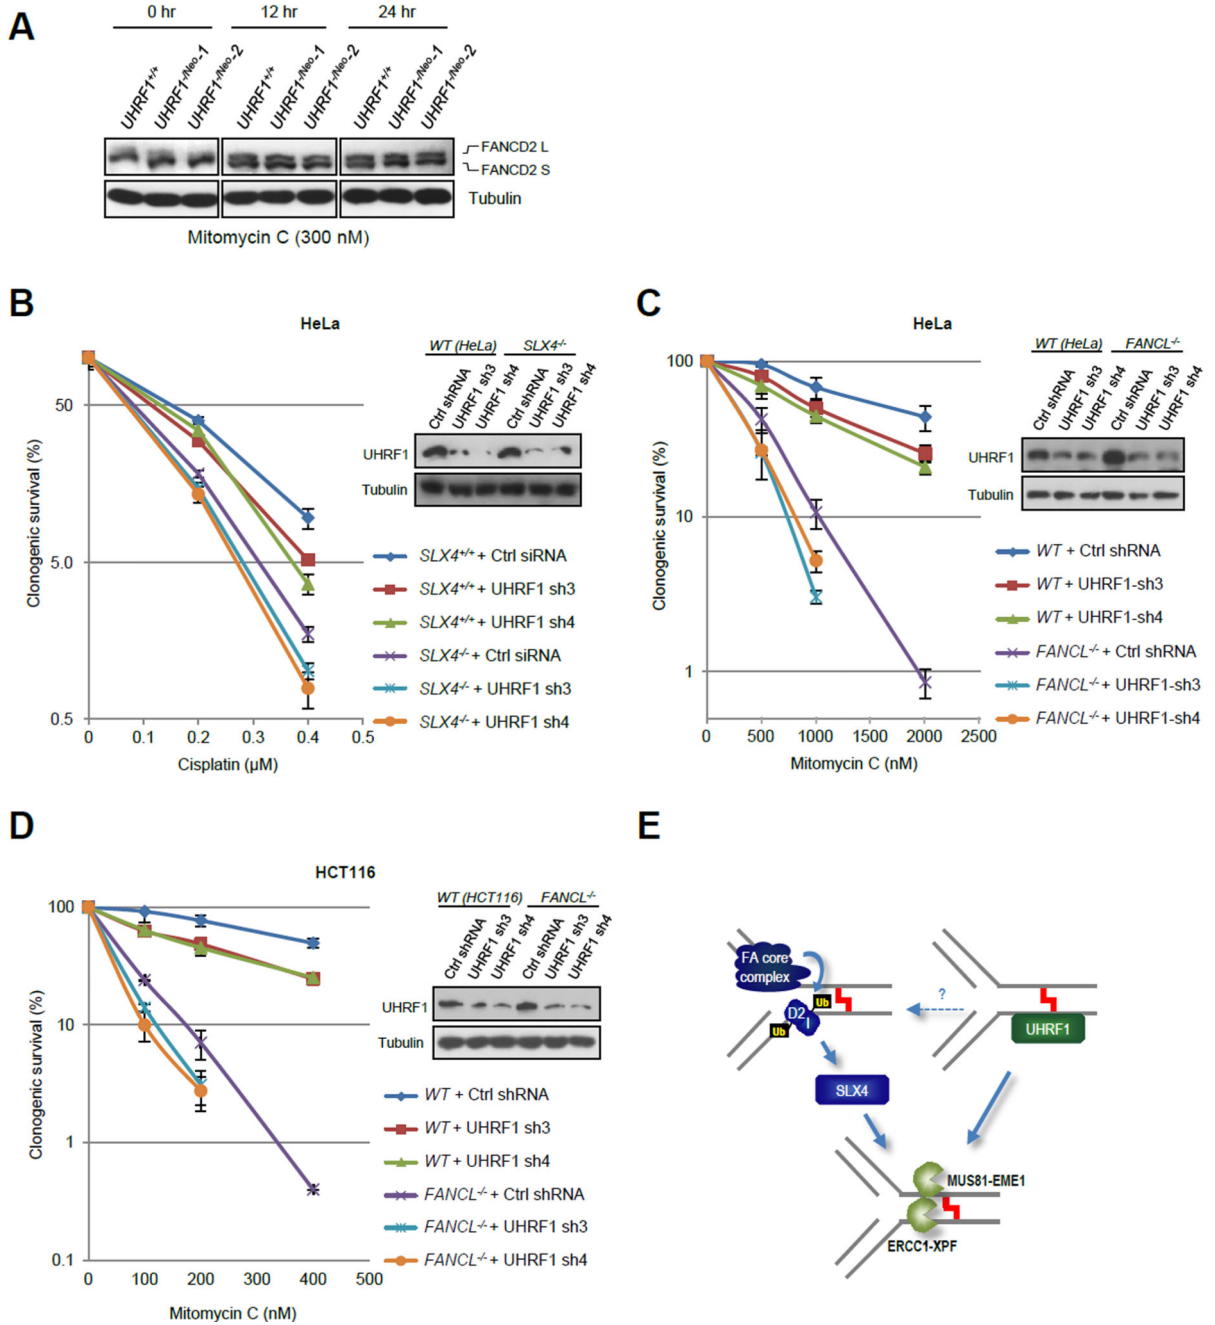 A
0 hr 12 hr 24 hr
UHRF1+/+ UHRF1-/Neo-1 UHRF1-/Neo-2 UHRF1+/+ UHRF1-/Neo-1 UHRF1-/Neo-2 UHRF1+/+ UHRF1-/Neo-1 UHRF1-/Neo-2
FANCD2 L
FANCD2 S
Tubulin
Mitomycin C (300 nM)
B
HeLa
WT (HeLa) SLX4-/-
Ctrl shRNA UHRF1 sh3 UHRF1 sh4 Ctrl shRNA UHRF1 sh3 UHRF1 sh4
UHRF1
Tubulin
Clonogenic survival (%)
50
5.0
0.5
0 0.1 0.2 0.3 0.4 0.5
Cisplatin (µM)
SLX4+/+ + Ctrl siRNA
SLX4+/+ + UHRF1 sh3
SLX4+/+ + UHRF1 sh4
SLX4-/- + Ctrl siRNA
SLX4-/- + UHRF1 sh3
SLX4-/- + UHRF1 sh4
C
HeLa
WT (HeLa) FANCL-/-
Ctrl shRNA UHRF1 sh3 UHRF1 sh4 Ctrl shRNA UHRF1 sh3 UHRF1 sh4
UHRF1
Tubulin
Clonogenic survival (%)
100
10
1
0 500 1000 1500 2000 2500
Mitomycin C (nM)
WT + Ctrl shRNA
WT + UHRF1-sh3
WT + UHRF1-sh4
FANCL-/- + Ctrl shRNA
FANCL-/- + UHRF1-sh3
FANCL-/- + UHRF1-sh4
D
HCT116
WT (HCT116) FANCL-/-
Ctrl shRNA UHRF1 sh3 UHRF1 sh4 Ctrl shRNA UHRF1 sh3 UHRF1 sh4
UHRF1
Tubulin
Clonogenic survival (%)
100
10
1
0.1
0 100 200 300 400 500
Mitomycin C (nM)
WT + Ctrl shRNA
WT + UHRF1 sh3
WT + UHRF1 sh4
FANCL-/- + Ctrl shRNA
FANCL-/- + UHRF1 sh3
FANCL-/- + UHRF1 sh4
E
FA core
complex
Ub
D2
I
Ub
?
UHRF1
SLX4
MUS81-EME1
ERCC1-XPF